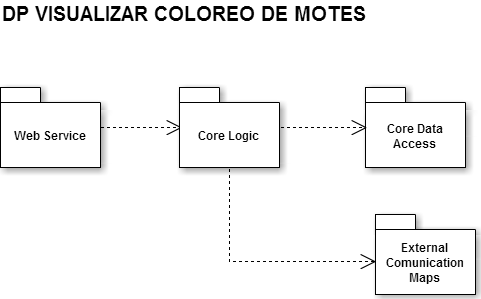 DP VISUALIZAR COLOREO DE MOTES
Web Service
Core Logic
Core Data
Access
External
Comunication
Maps